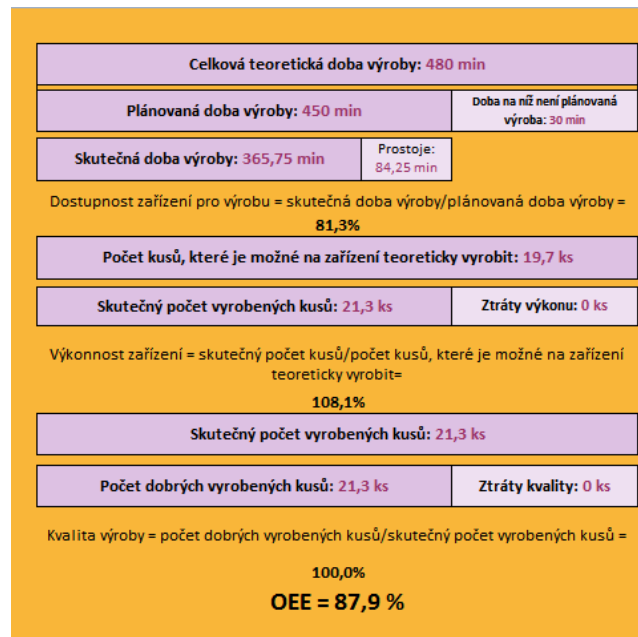 Celková teoretická doba výroby: 480 min
Plánovaná doba výroby: 450 min
Doba na níž není plánovaná
výroba: 30 min
Skutečná doba výroby: 365,75 min
Prostoje:
84,25 min
Dostupnost zařízení pro výrobu = skutečná doba výroby/plánovaná doba výroby =
81,3%
Počet kusů, které je možné na zařízení teoreticky vyrobit: 19,7 ks
Skutečný počet vyrobených kusů: 21,3 ks
Ztráty výkonu: 0 ks
Výkonnost zařízení = skutečný počet kusů/počet kusů, které je možné na zařízení
teoreticky vyrobit=
108,1%
Skutečný počet vyrobených kusů: 21,3 ks
Počet dobrých vyrobených kusů: 21,3 ks
Ztráty kvality: 0 ks
Kvalita výroby = počet dobrých vyrobených kusů/skutečný počet vyrobených kusů =
100,0%
OEE = 87,9 %